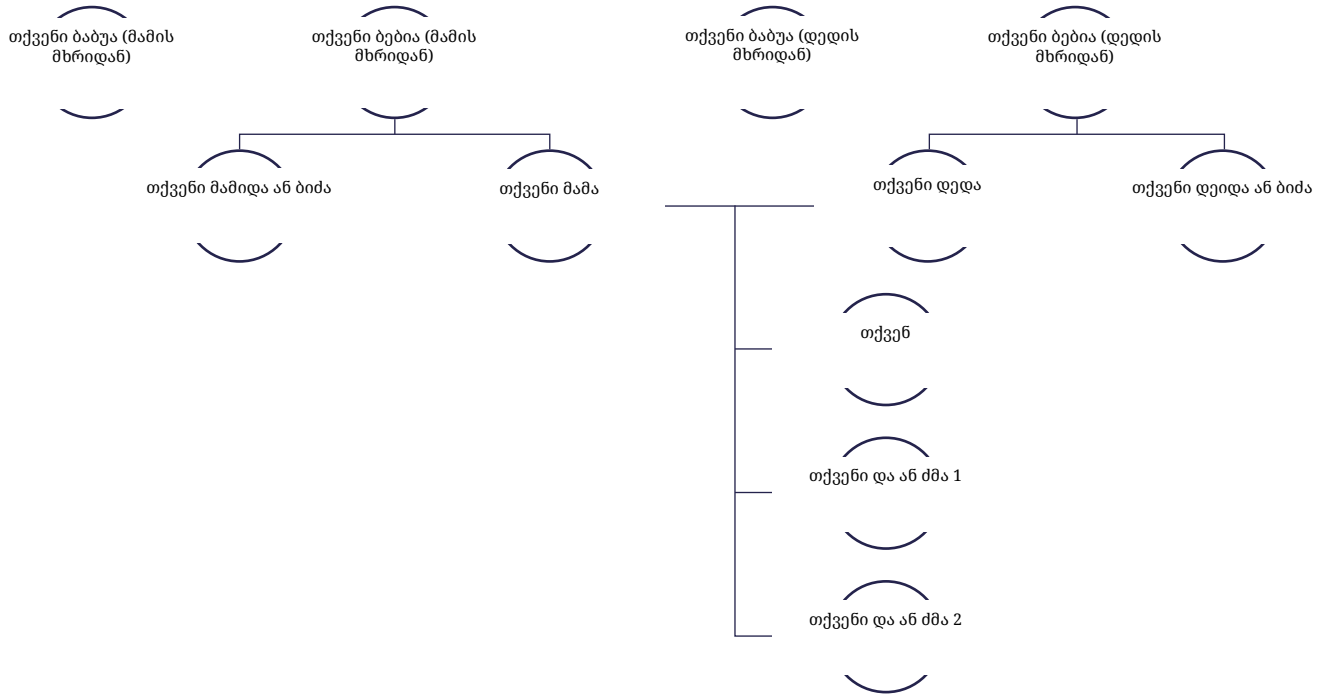 თქვენი ბაბუა (მამის
მხრიდან)
თქვენი ბებია (მამის
მხრიდან)
თქვენი ბაბუა (დედის
მხრიდან)
თქვენი ბებია (დედის
მხრიდან)
თქვენი მამიდა ან ბიძა
თქვენი მამა
თქვენი დედა
თქვენი დეიდა ან ბიძა
თქვენ
თქვენი და ან ძმა 1
თქვენი და ან ძმა 2